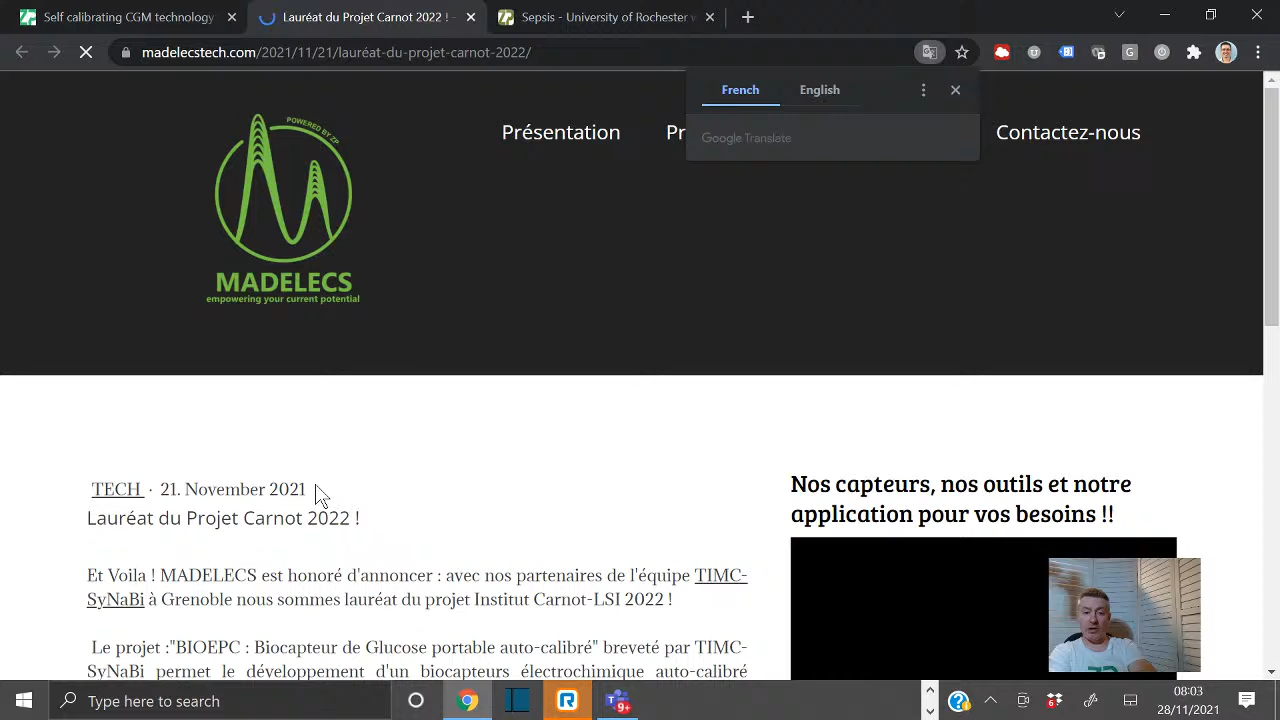 Self calibrating CGM technology
Lauréat du Projet Carnot 2022 ! -
Sepsis - University of Rochester
madelecstech.com/2021/11/21/lauréat-du-projet-carnot-2022/
French
English
Google Translate
Présentation
Pr
Contactez-nous
POWERED BY ZP
MADELECS
empowering your current potential
TECH · 21. November 2021
Lauréat du Projet Carnot 2022 !
Et Voila ! MADELECS est honoré d'annoncer : avec nos partenaires de l'équipe TIMC-
SyNaBi à Grenoble nous sommes lauréat du projet Institut Carnot-LSI 2022 !
Le projet :"BIOEPC : Biocapteur de Glucose portable auto-calibré" breveté par TIMC-
SyNaBi permet le développement d'un biocapteurs électrochimique auto-calibré
Nos capteurs, nos outils et notre
application pour vos besoins !!
Type here to search
9+
6
08:03
28/11/2021